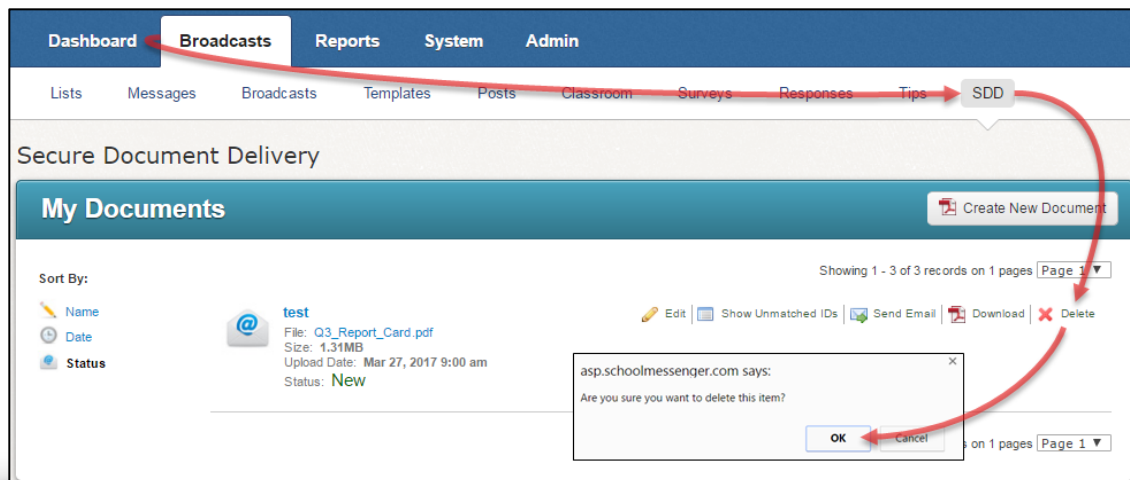 Dashboard Broadcasts Reports System Admin
Lists Messages Broadcasts Templates Posts Classroom Surveys Responses Tips SDD
Secure Document Delivery
My Documents
Create New Document
Showing 1 - 3 of 3 records on 1 pages Page 1
Sort By:
Name
Date
Status
test
File: Q3_Report_Card.pdf
Size: 1.31MB
Upload Date: Mar 27, 2017 9:00 am
Status: New
Edit Show Unmatched IDs Send Email Download Delete
asp.schoolmessenger.com says:
Are you sure you want to delete this item?
OK Cancel
on 1 pages Page 1